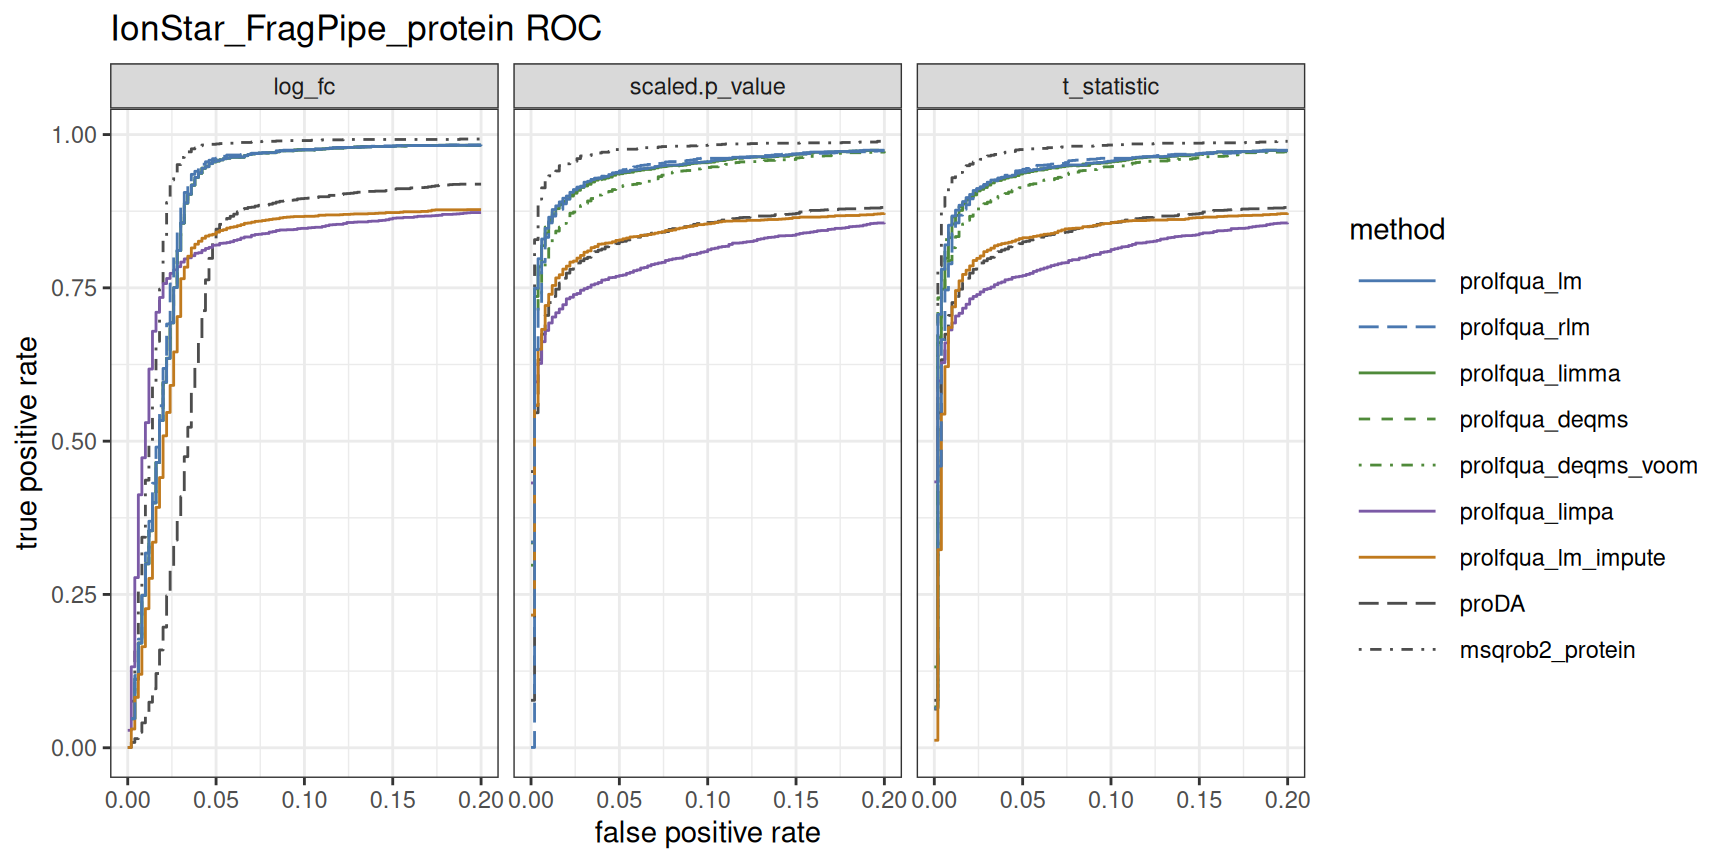 IonStar_FragPipe_protein ROC
log_fc
scaled.p_value
t_statistic
true positive rate
1.00
0.75
0.50
0.25
0.00
0.00 0.05 0.10 0.15 0.20
0.00 0.05 0.10 0.15 0.20
0.00 0.05 0.10 0.15 0.20
false positive rate
method
prolfqua_lm
prolfqua_rlm
prolfqua_limma
prolfqua_deqms
prolfqua_deqms_voom
prolfqua_limpa
prolfqua_lm_impute
proDA
msqrob2_protein